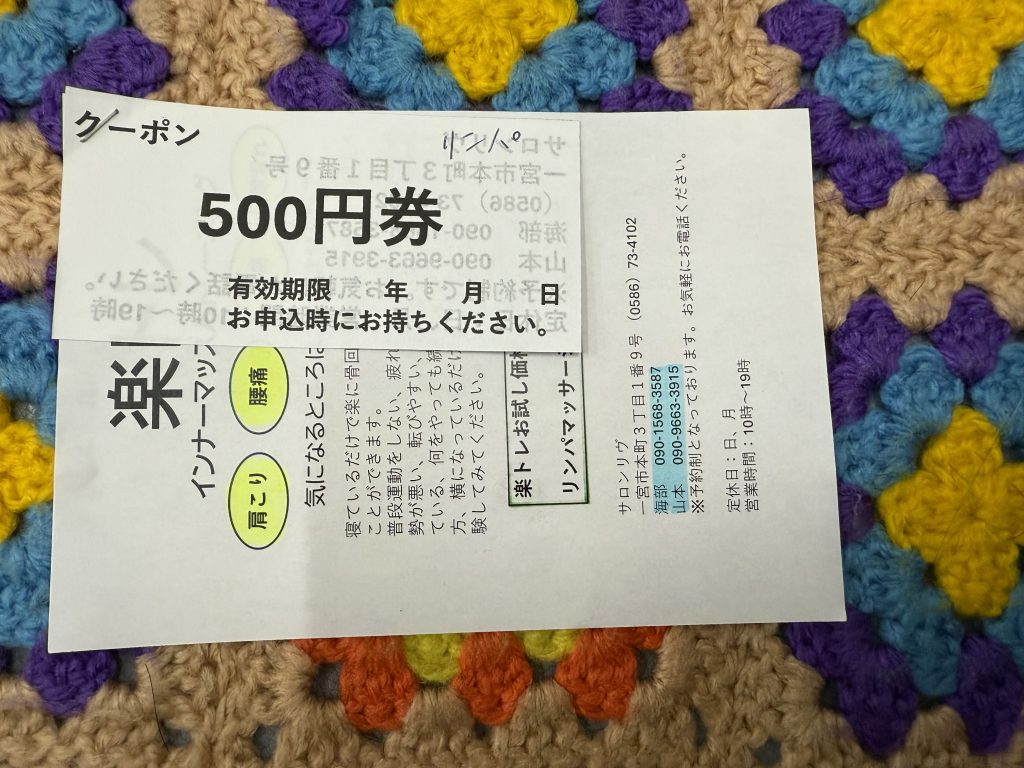 クーポン
リンパ
500円券
有効期限 年 月 日
お申込時にお持ちください。
楽
インナーマッ
肩こり 腰痛
気になるところに
寝ているだけで楽に骨回
ことができます。
普段運動をしない、疲れ
勢が悪い、転びやすい、
ている、何をやっても続
方、横になっているだけ
験してみてください。
楽トレお試し価格
リンパマッサー
サロンリヴ
一宮市本町3丁目1番9号 (0586) 73-4102
海部 090-1568-3587
山本 090-9663-3915
※予約制となっております。お気軽にお電話ください。
定休日：日、月
営業時間：10時～19時